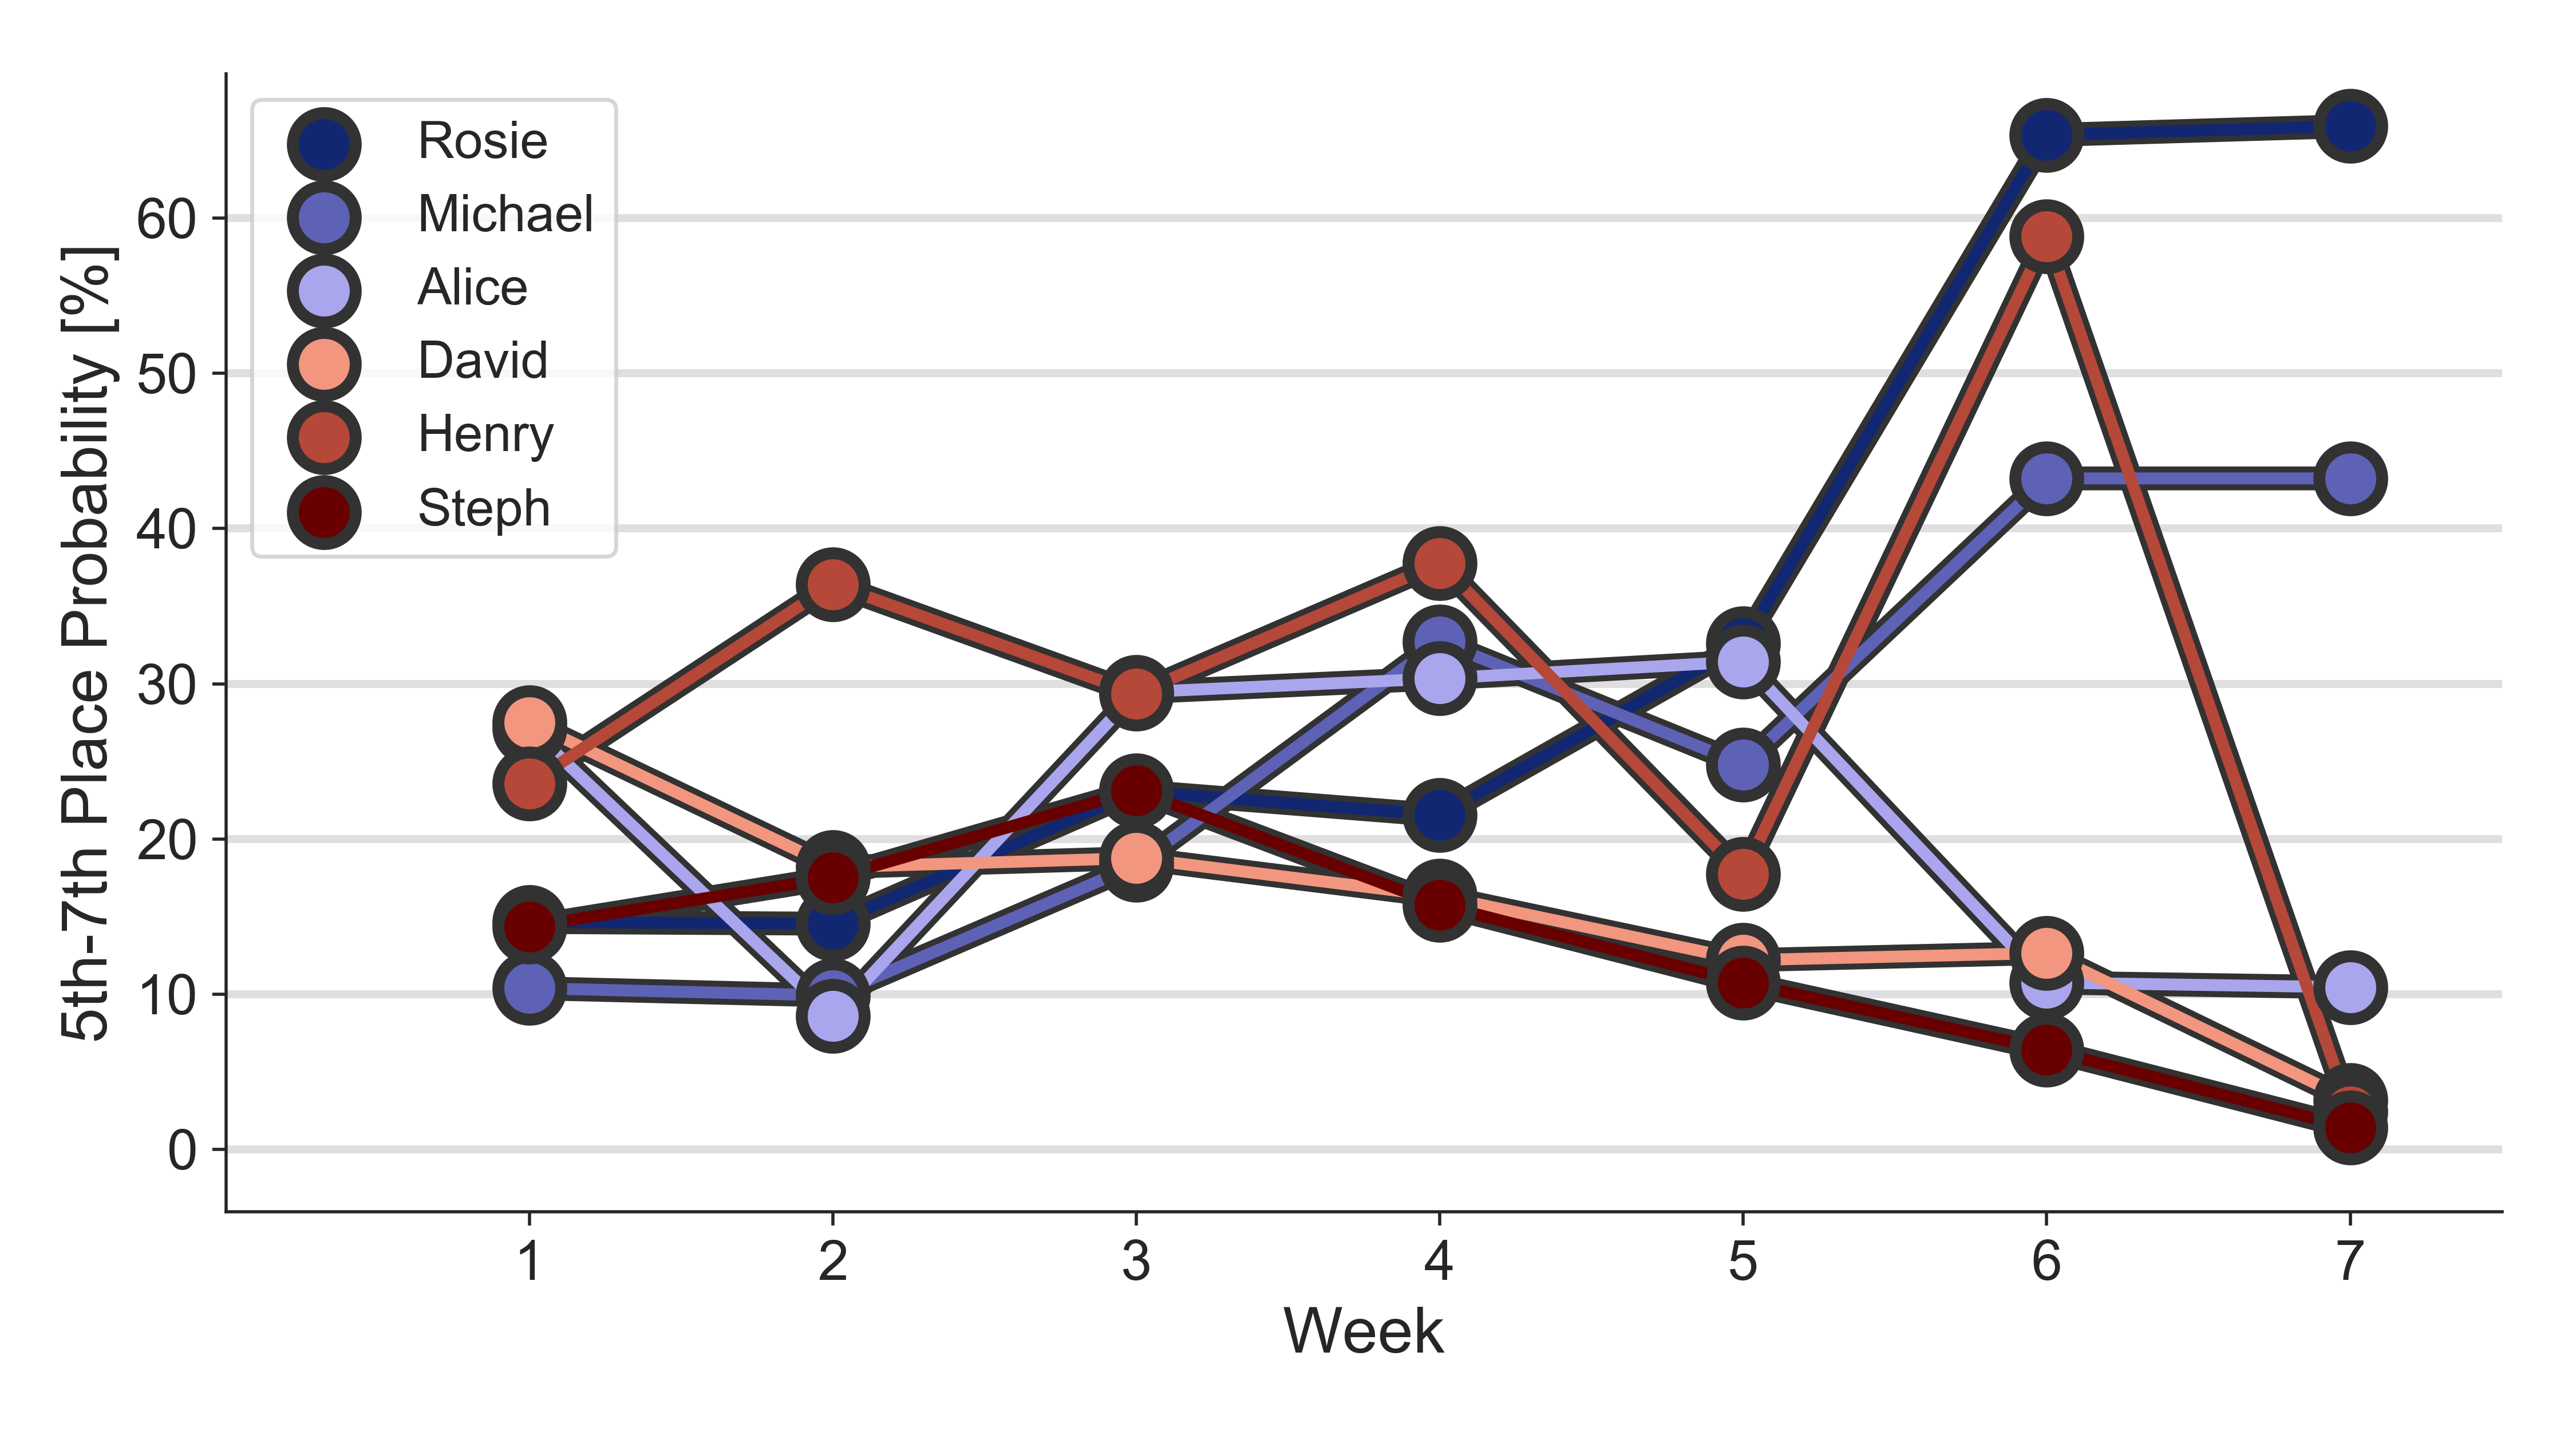 Rosie
Michael
Alice
David
Henry
Steph
5th-7th Place Probability [%]
60
50
40
30
20
10
0
1 2 3 4 5 6 7
Week